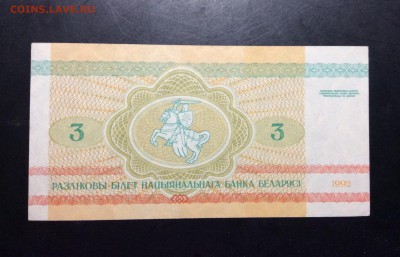 COINS.LAVE.RU
3 3
РАЗЛІКОВЫ БІЛЕТ НАЦЫЯНАЛЬНАГА БАНКА БЕЛАРУСІ 1992